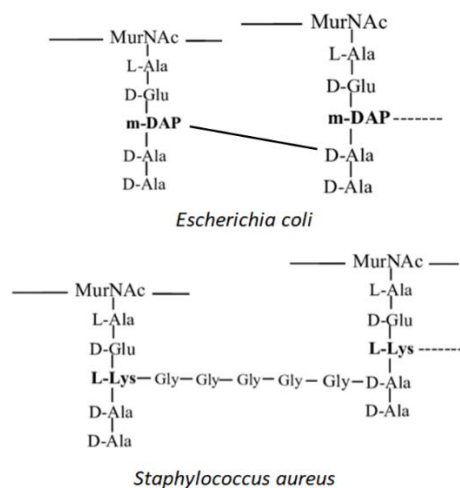 MurNAc MurNAc
L-Ala L-Ala
D-Glu D-Glu
m-DAP m-DAP
D-Ala D-Ala
D-Ala D-Ala
Escherichia coli
MurNAc
MurNAc
L-Ala
L-Ala
D-Glu
D-Glu
L-Lys
L-Lys Gly Gly Gly Gly Gly D-Ala
D-Ala
D-Ala
D-Ala
Staphylococcus aureus